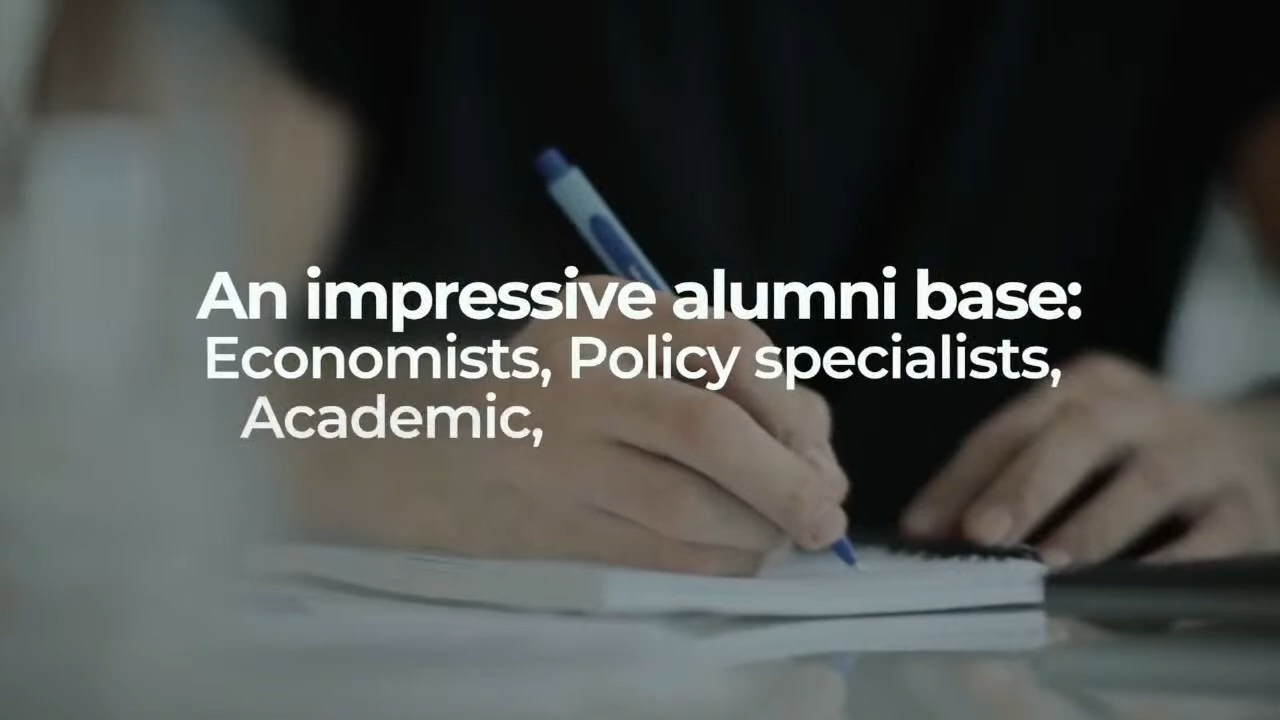 An impressive alumni base:
Economists, Policy specialists,
Academic,